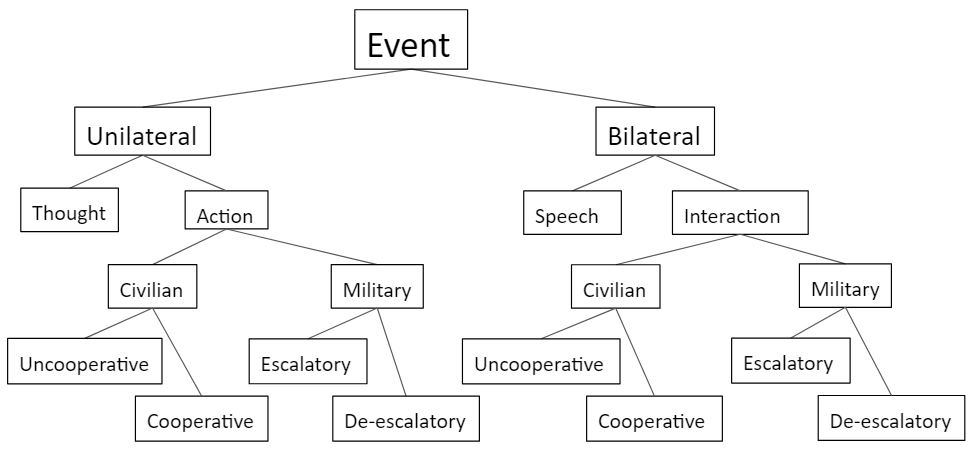 Event
Unilateral
Bilateral
Thought
Action
Speech
Interaction
Civilian
Military
Civilian
Military
Uncooperative
Escalatory
Uncooperative
Escalatory
Cooperative
De-escalatory
Cooperative
De-escalatory